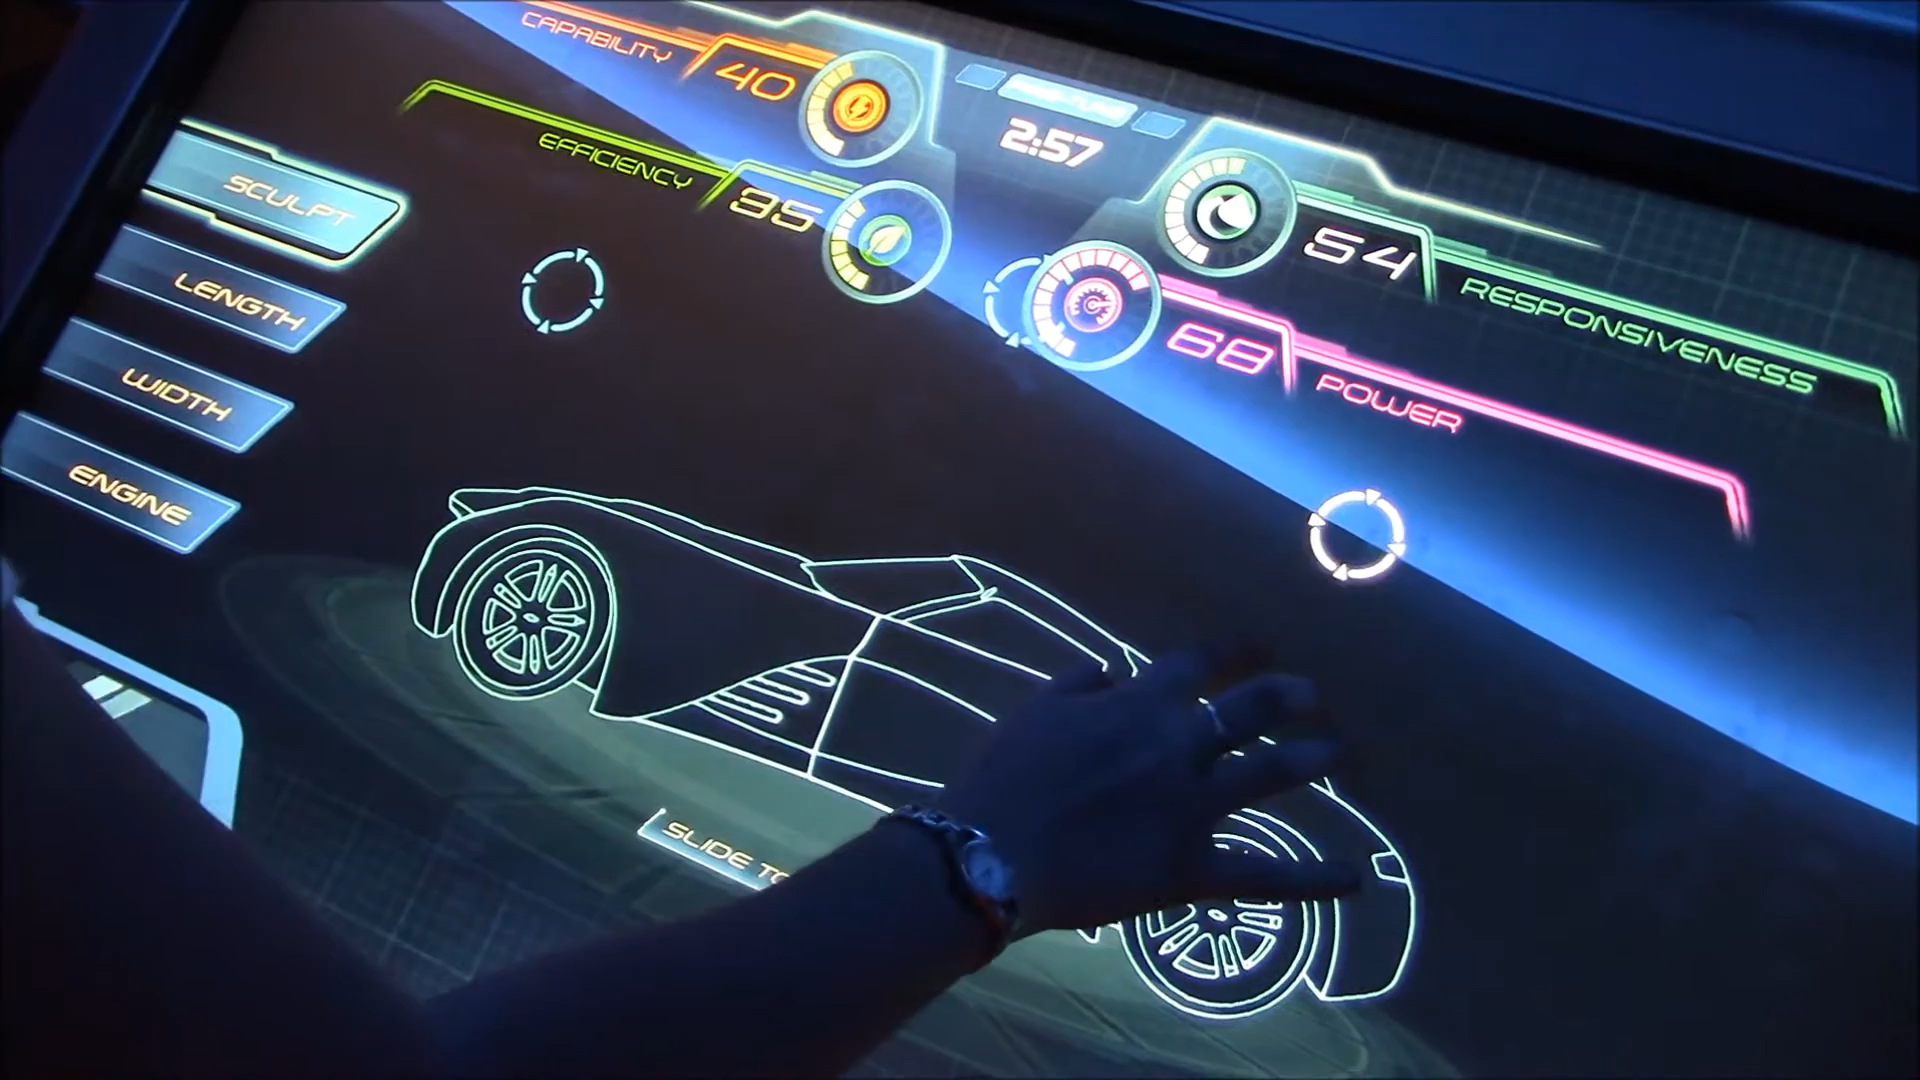 CAPABILITY
40
EFFICIENCY
35
2:57
54
RESPONSIVENESS
68
POWER
SCULPT
LENGTH
WIDTH
ENGINE
SLIDE TO